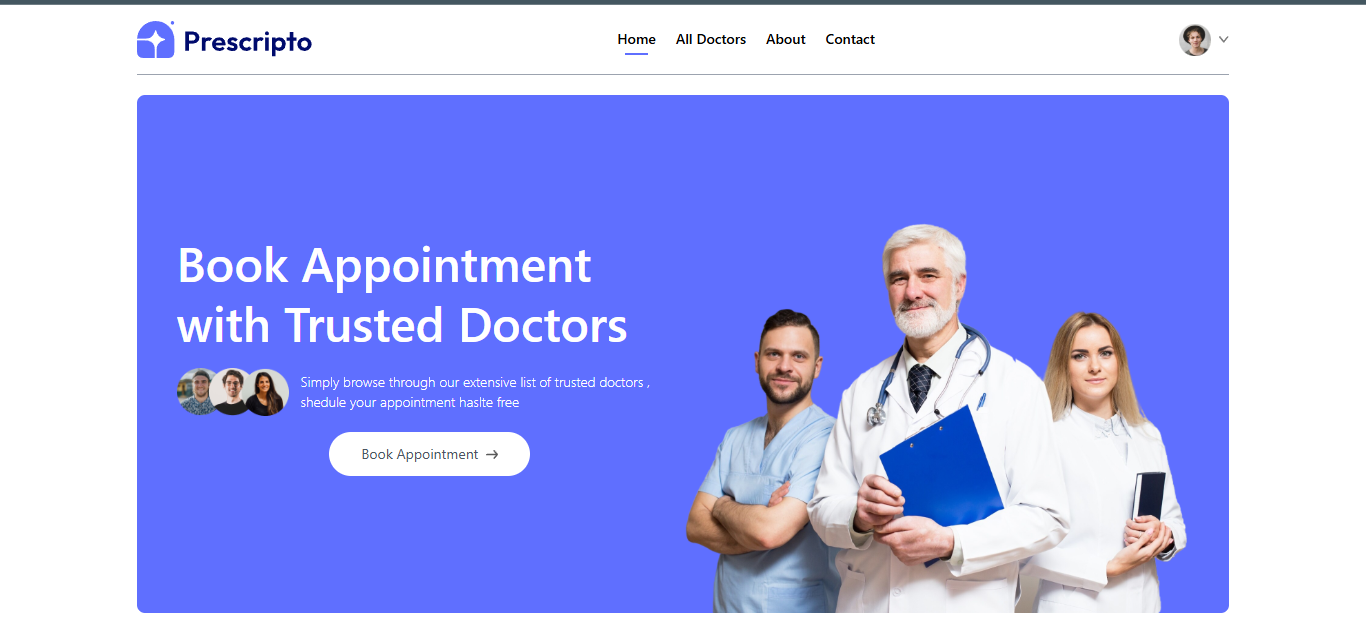 Prescripto
Home All Doctors About Contact
Book Appointment
with Trusted Doctors
Simply browse through our extensive list of trusted doctors ,
shedule your appointment haslte free
Book Appointment →